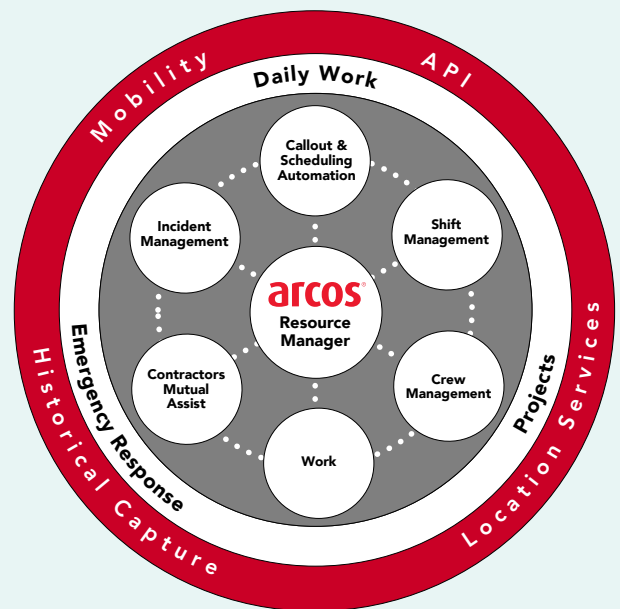 Mobility
API
Daily Work
Callout &
Scheduling
Automation
Incident
Management
Shift
Management
arcos®
Resource
Manager
Contractors
Mutual
Assist
Crew
Management
Work
Emergency Response
Projects
Historical Capture
Location Services